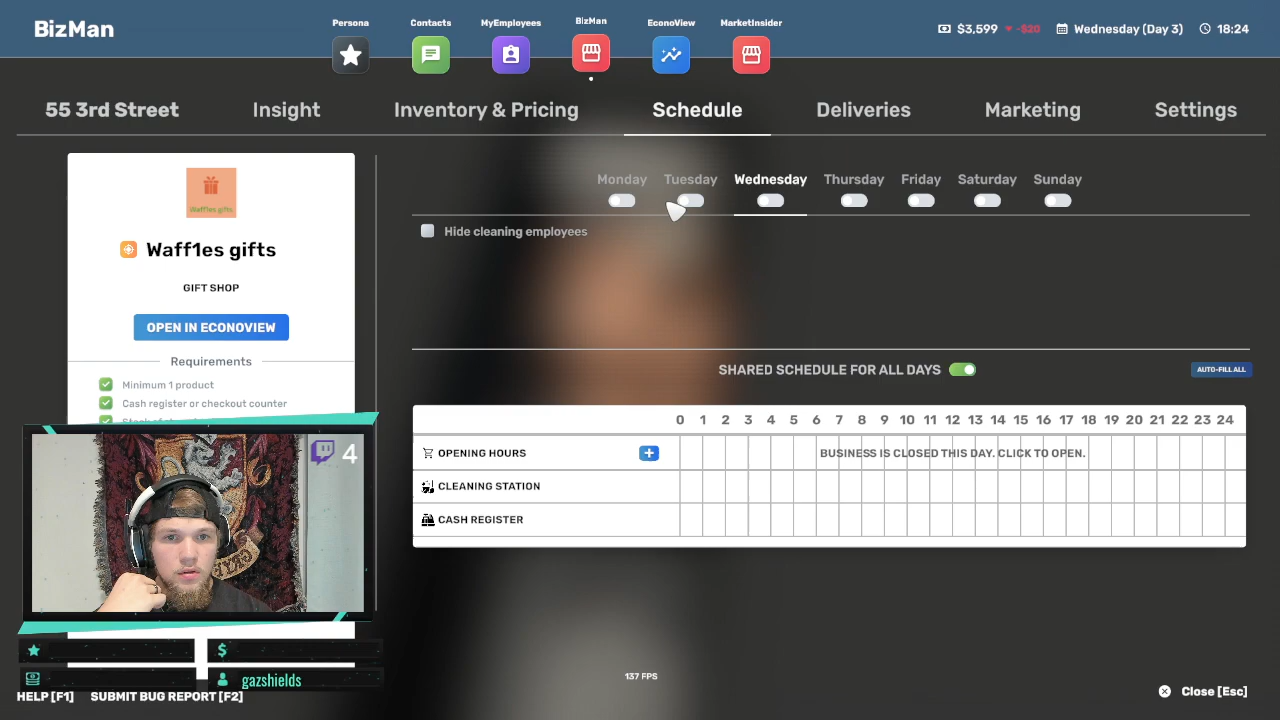 BizMan
Persona
Contacts
MyEmployees
BizMan
EconoView
MarketInsider
$3,599 -$20 Wednesday (Day 3) 18:24
55 3rd Street Insight Inventory & Pricing Schedule Deliveries Marketing Settings
Waff1es gifts
Waff1es gifts
GIFT SHOP
OPEN IN ECONOVIEW
Requirements
Minimum 1 product
Cash register or checkout counter
Monday Tuesday Wednesday Thursday Friday Saturday Sunday
Hide cleaning employees
SHARED SCHEDULE FOR ALL DAYS
AUTO-FILL ALL
0 1 2 3 4 5 6 7 8 9 10 11 12 13 14 15 16 17 18 19 20 21 22 23 24
OPENING HOURS BUSINESS IS CLOSED THIS DAY. CLICK TO OPEN.
CLEANING STATION
CASH REGISTER
4
gazshields
HELP [F1] SUBMIT BUG REPORT [F2]
137 FPS
Close [Esc]